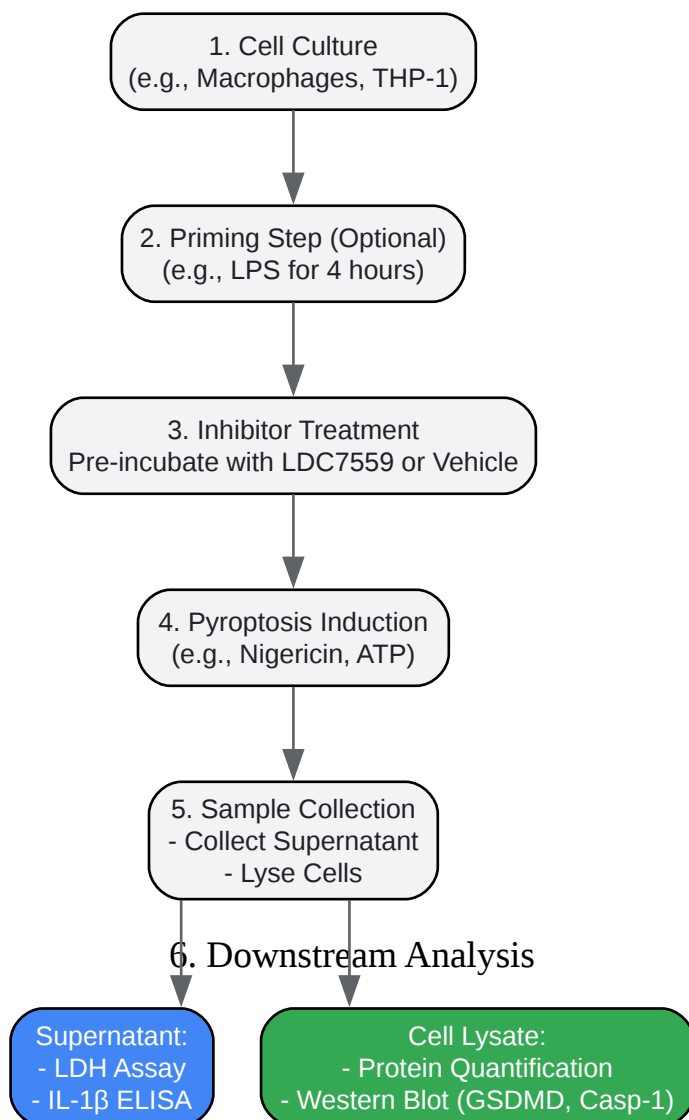 1. Cell Culture
(e.g., Macrophages, THP-1)
2. Priming Step (Optional)
(e.g., LPS for 4 hours)
3. Inhibitor Treatment
Pre-incubate with LDC7559 or Vehicle
4. Pyroptosis Induction
(e.g., Nigericin, ATP)
5. Sample Collection
- Collect Supernatant
- Lyse Cells
6. Downstream Analysis
Supernatant:
- LDH Assay
- IL-1β ELISA
Cell Lysate:
- Protein Quantification
- Western Blot (GSDMD, Casp-1)